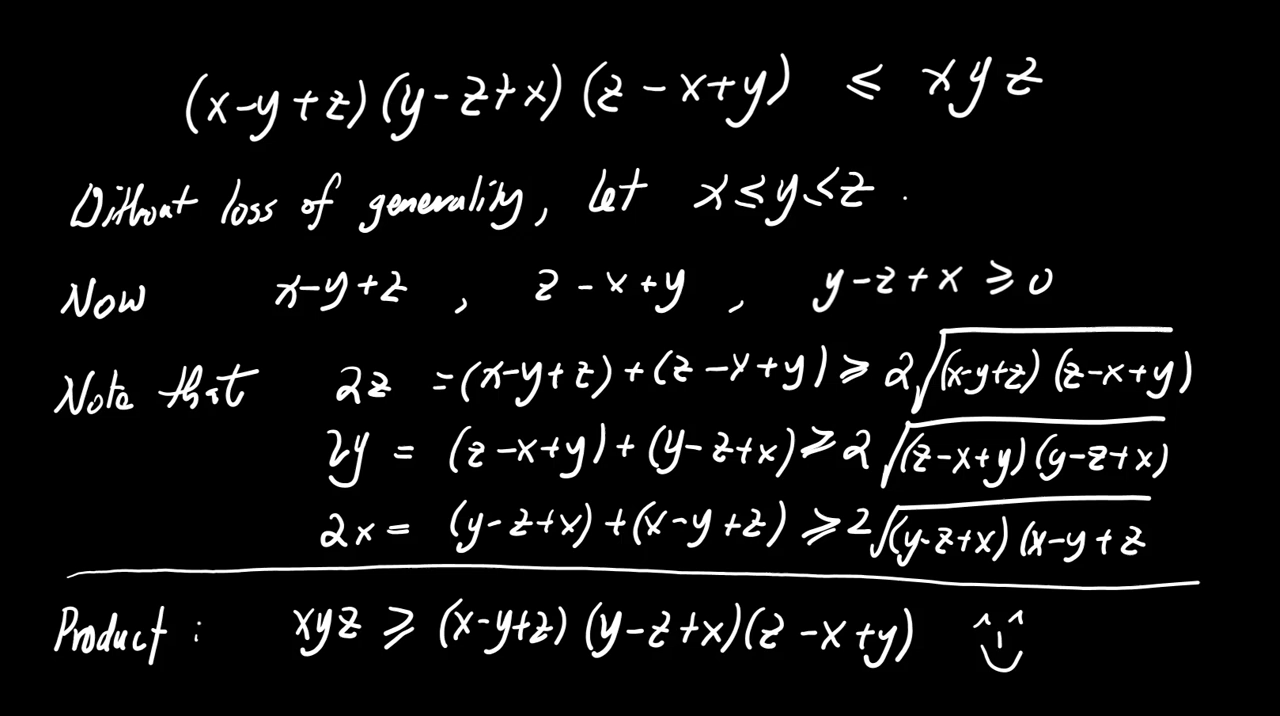 (x-y+z)(y-z+x)(z-x+y) ≤ xyz
Without loss of generality, let x≤y≤z.
Now x-y+z, z-x+y, y-z+x ≥ 0
Note that 2z = (x-y+z)+(z-x+y) ≥ 2√(x-y+z)(z-x+y)
2y = (z-x+y)+(y-z+x) ≥ 2√(z-x+y)(y-z+x)
2x = (y-z+x)+(x-y+z) ≥ 2√(y-z+x)(x-y+z
Product: xyz ≥ (x-y+z)(y-z+x)(z-x+y)